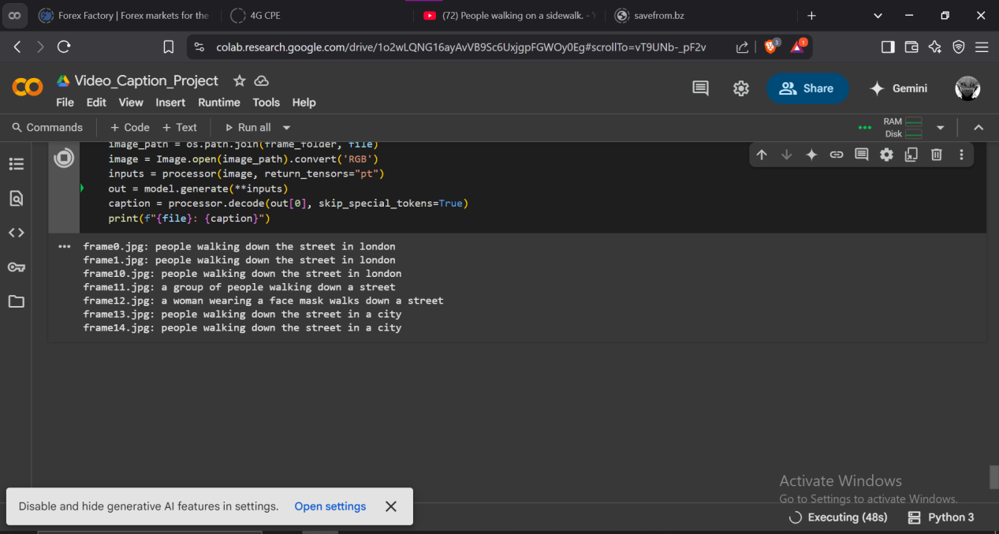 Forex Factory | Forex markets for the
4G CPE
(72) People walking on a sidewalk. -
savefrom.bz
colab.research.google.com/drive/1o2wLQNG16ayAvVB9Sc6UxjgpFGWOy0Eg#scrollTo=vT9UNb-_pF2v
3
1
Video_Caption_Project
File Edit View Insert Runtime Tools Help
Share
Gemini
Commands + Code + Text Run all
RAM
Disk
image_path = os.path.join(frame_folder, file)
image = Image.open(image_path).convert('RGB')
inputs = processor(image, return_tensors="pt")
out = model.generate(**inputs)
caption = processor.decode(out[0], skip_special_tokens=True)
print(f"{file}: {caption}")
frame0.jpg: people walking down the street in london
frame1.jpg: people walking down the street in london
frame10.jpg: people walking down the street in london
frame11.jpg: a group of people walking down a street
frame12.jpg: a woman wearing a face mask walks down a street
frame13.jpg: people walking down the street in a city
frame14.jpg: people walking down the street in a city
Activate Windows
Go to Settings to activate Windows.
Disable and hide generative AI features in settings. Open settings
Executing (48s) Python 3